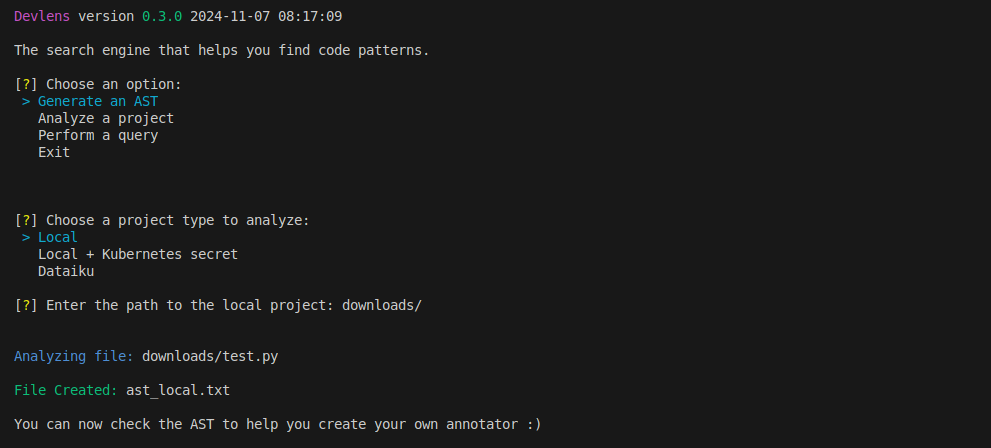 Devlens version 0.3.0 2024-11-07 08:17:09
The search engine that helps you find code patterns.
[?] Choose an option:
> Generate an AST
Analyze a project
Perform a query
Exit
[?] Choose a project type to analyze:
> Local
Local + Kubernetes secret
Dataiku
[?] Enter the path to the local project: downloads/
Analyzing file: downloads/test.py
File Created: ast_local.txt
You can now check the AST to help you create your own annotator :)